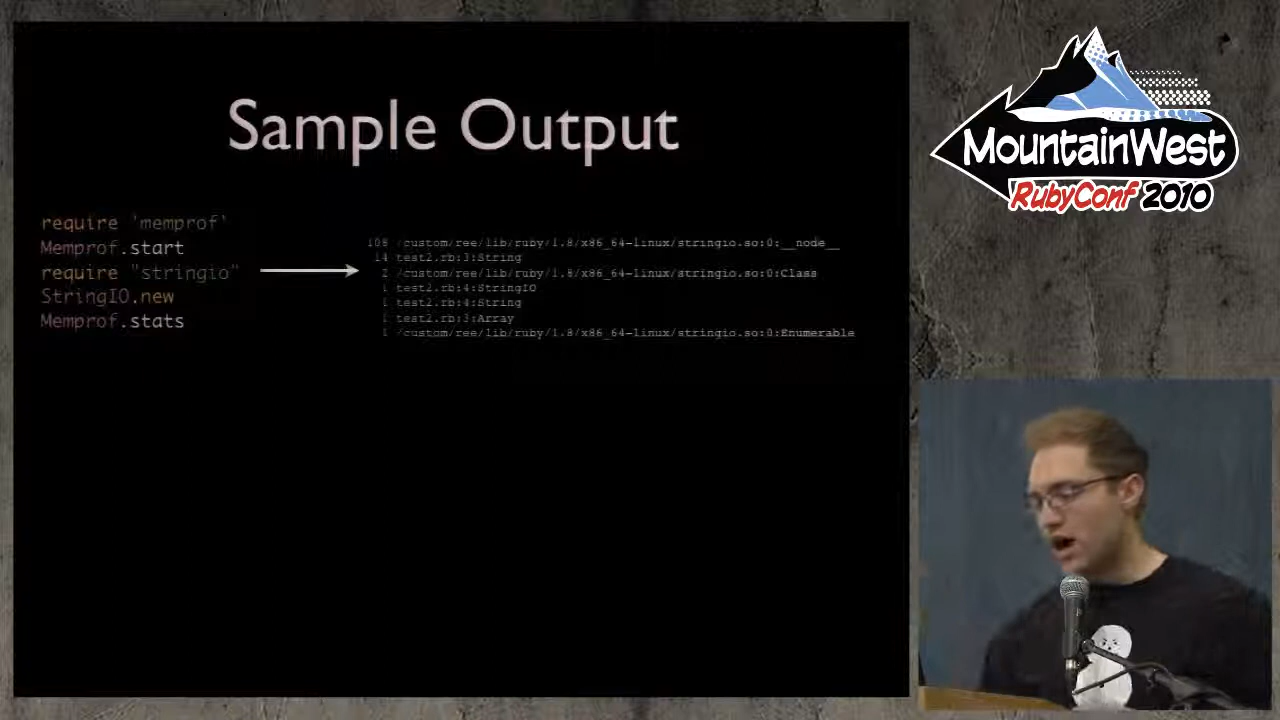 Sample Output
require 'memprof'
Memprof.start
require "stringio"
StringIO.new
Memprof.stats
108 /custom/ree/lib/ruby/1.8/x86_64-linux/stringio.so:0:__node__
14 test2.rb:3:String
2 /custom/ree/lib/ruby/1.8/x86_64-linux/stringio.so:0:Class
1 test2.rb:4:StringIO
1 test2.rb:4:String
1 test2.rb:3:Array
1 /custom/ree/lib/ruby/1.8/x86_64-linux/stringio.so:0:Enumerable
MountainWest
RubyConf 2010